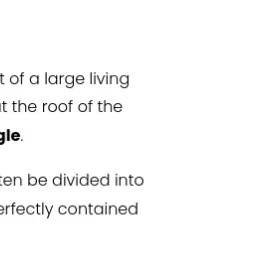 t of a large living
t the roof of the
gle.
ten be divided into
erfectly contained